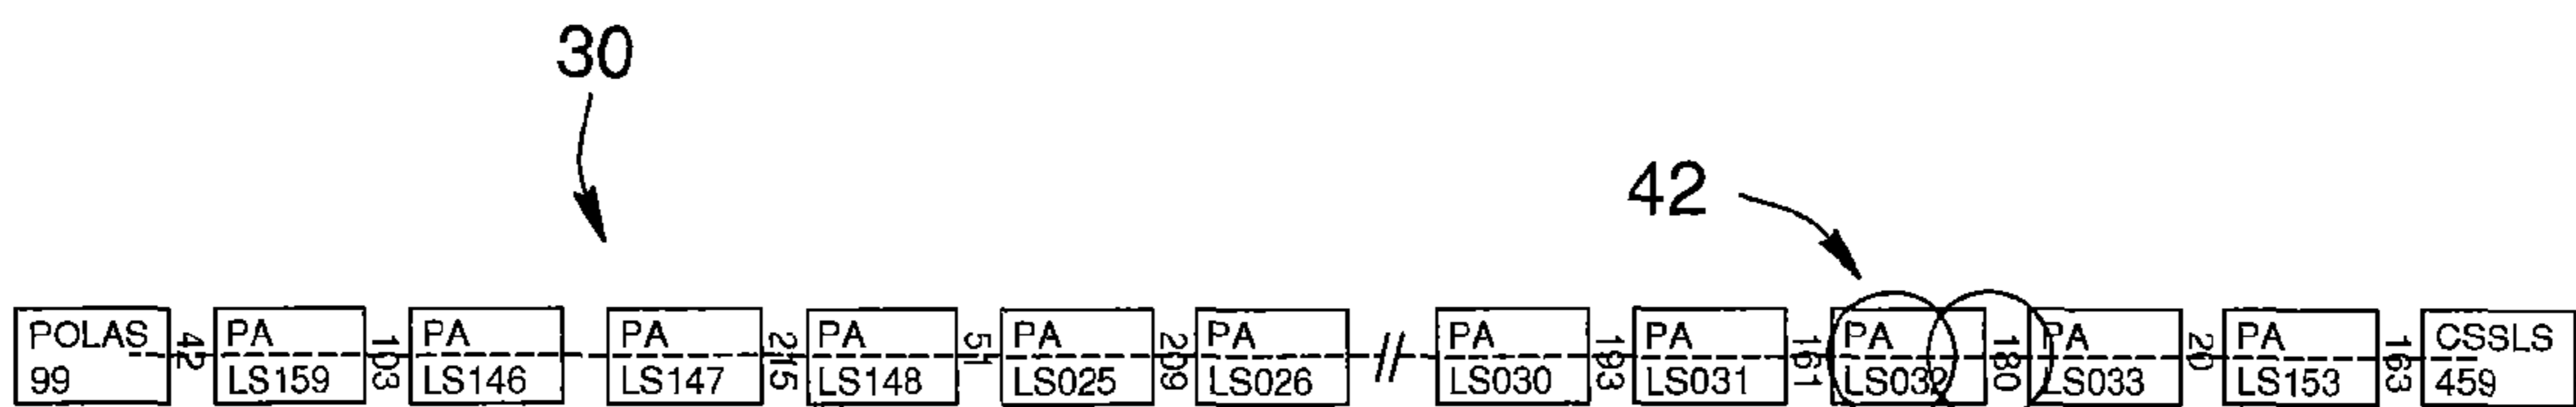 30
42
POLAS
99
42
PA
LS159
103
PA
LS146
PA
LS147
215
PA
LS148
51
PA
LS025
209
PA
LS026
//
PA
LS030
193
PA
LS031
161
PA
LS032
180
PA
LS033
20
PA
LS153
163
CSSLS
459